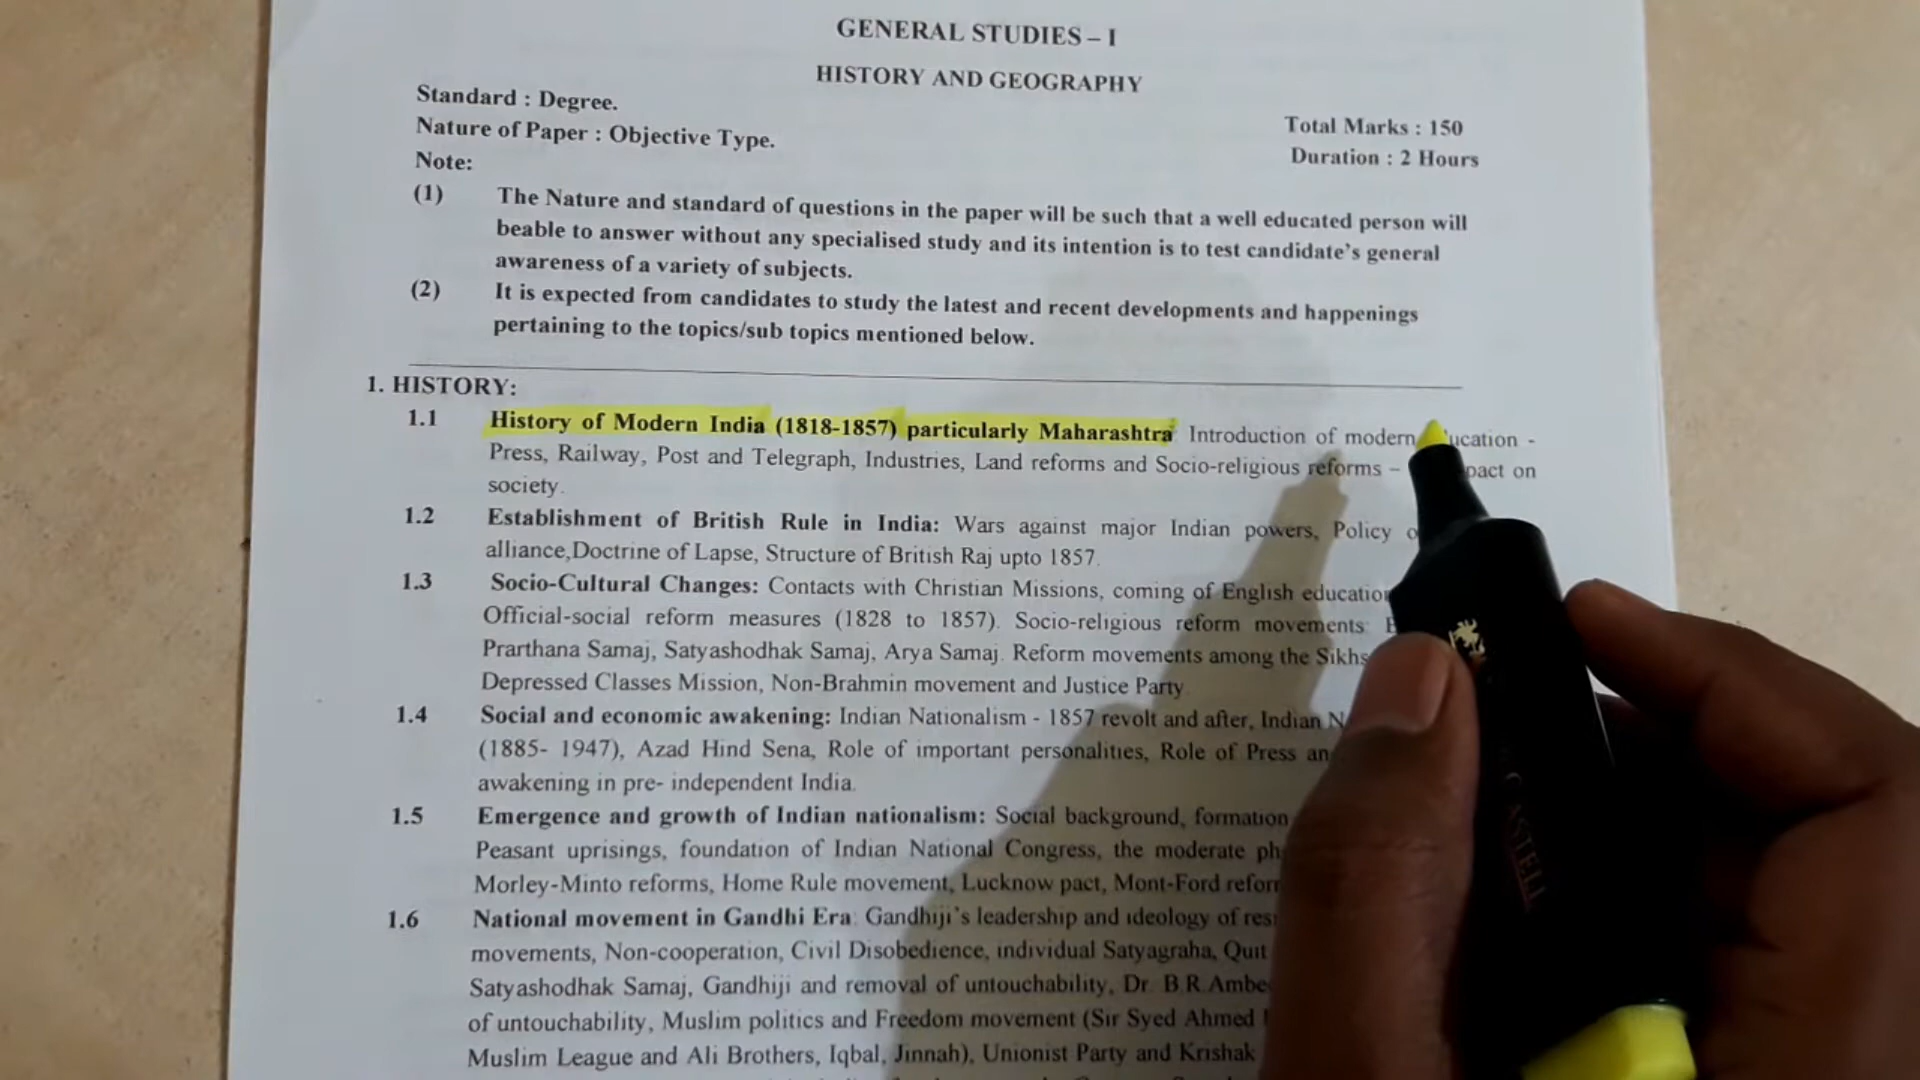 GENERAL STUDIES – I
HISTORY AND GEOGRAPHY
Standard : Degree.
Nature of Paper : Objective Type.
Total Marks : 150
Duration : 2 Hours
Note:
(1) The Nature and standard of questions in the paper will be such that a well educated person will
beable to answer without any specialised study and its intention is to test candidate's general
awareness of a variety of subjects.
(2) It is expected from candidates to study the latest and recent developments and happenings
pertaining to the topics/sub topics mentioned below.
1. HISTORY:
1.1 History of Modern India (1818-1857) particularly Maharashtra: Introduction of modern -
Press, Railway, Post and Telegraph, Industries, Land reforms and Socio-religious reforms – on
society.
1.2 Establishment of British Rule in India: Wars against major Indian powers, Policy
alliance,Doctrine of Lapse, Structure of British Raj upto 1857.
1.3 Socio-Cultural Changes: Contacts with Christian Missions, coming of English
Official-social reform measures (1828 to 1857). Socio-religious reform movements:
Prarthana Samaj, Satyashodhak Samaj, Arya Samaj. Reform movements among the Sikhs
Depressed Classes Mission, Non-Brahmin movement and Justice Party
1.4 Social and economic awakening: Indian Nationalism - 1857 revolt and after, Indian
(1885- 1947), Azad Hind Sena, Role of important personalities, Role of Press
awakening in pre- independent India.
1.5 Emergence and growth of Indian nationalism: Social background, formation
Peasant uprisings, foundation of Indian National Congress, the moderate
Morley-Minto reforms, Home Rule movement, Lucknow pact, Mont-Ford
1.6 National movement in Gandhi Era: Gandhiji's leadership and ideology of
movements, Non-cooperation, Civil Disobedience, individual Satyagraha, Quit
Satyashodhak Samaj, Gandhiji and removal of untouchability, Dr. B.R.
of untouchability, Muslim politics and Freedom movement (Sir Syed Ahmed
Muslim League and Ali Brothers, Iqbal, Jinnah), Unionist Party and Krishak